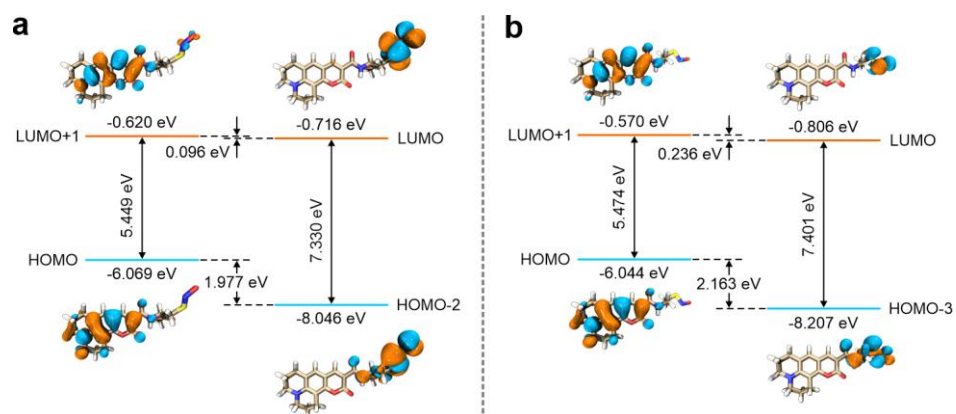 a
-0.620 eV
-0.716 eV
LUMO+1
LUMO
0.096 eV
5.449 eV
7.330 eV
HOMO
-6.069 eV
1.977 eV
HOMO-2
-8.046 eV
b
-0.570 eV
-0.806 eV
LUMO+1
LUMO
0.236 eV
5.474 eV
7.401 eV
HOMO
-6.044 eV
2.163 eV
HOMO-3
-8.207 eV